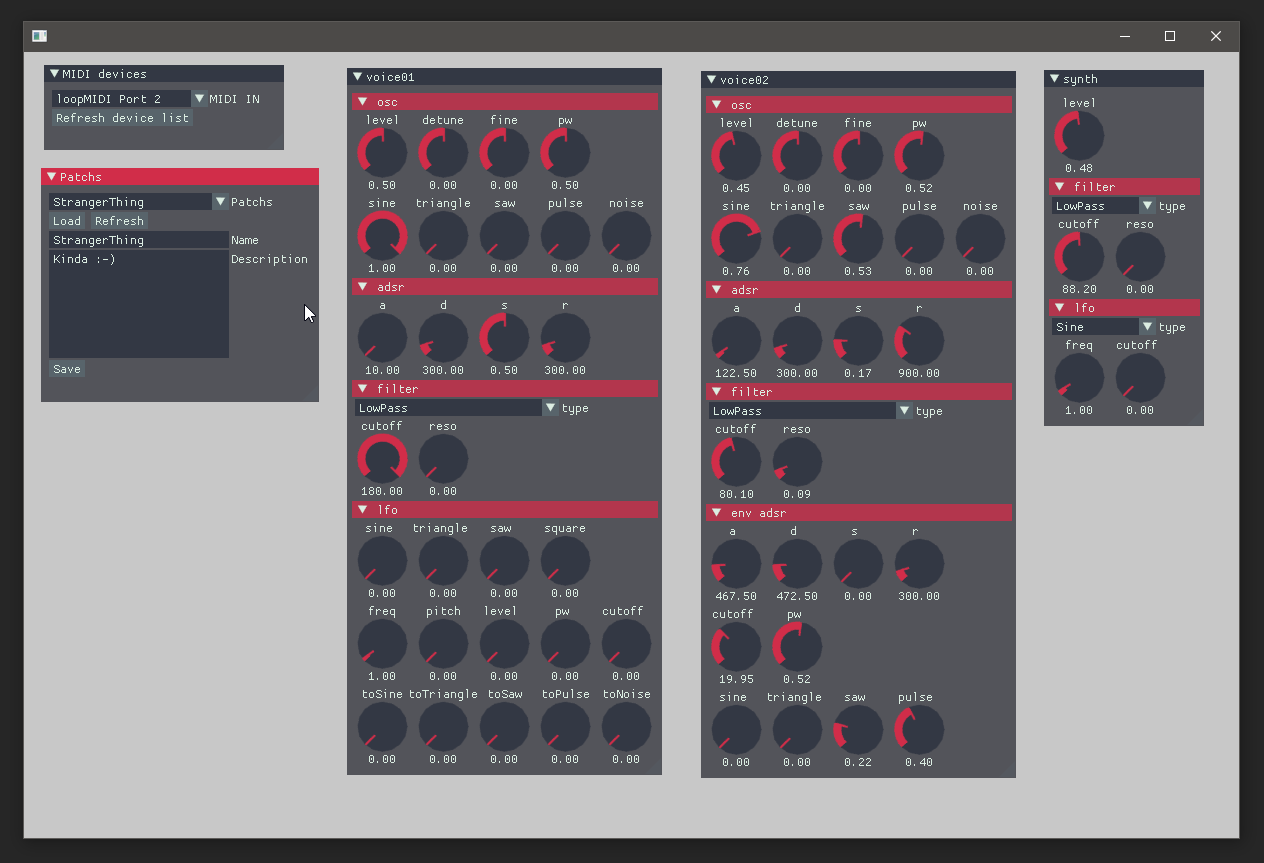 MIDI devices
loopMIDI Port 2 MIDI IN
Refresh device list
Patchs
StrangerThing Patchs
Load Refresh
StrangerThing Name
Kinda :-) Description
Save
voice01
osc
level detune fine pw
0.50 0.00 0.00 0.50
sine triangle saw pulse noise
1.00 0.00 0.00 0.00 0.00
adsr
a d s r
10.00 300.00 0.50 300.00
filter
LowPass type
cutoff reso
180.00 0.00
lfo
sine triangle saw square
0.00 0.00 0.00 0.00
freq pitch level pw cutoff
1.00 0.00 0.00 0.00 0.00
toSine toTriangle toSaw toPulse toNoise
0.00 0.00 0.00 0.00 0.00
voice02
osc
level detune fine pw
0.45 0.00 0.00 0.52
sine triangle saw pulse noise
0.76 0.00 0.53 0.00 0.00
adsr
a d s r
122.50 300.00 0.17 900.00
filter
LowPass type
cutoff reso
80.10 0.09
env adsr
a d s r
467.50 472.50 0.00 300.00
cutoff pw
19.95 0.52
sine triangle saw pulse
0.00 0.00 0.22 0.40
synth
level
0.48
filter
LowPass type
cutoff reso
88.20 0.00
lfo
Sine type
freq cutoff
1.00 0.00